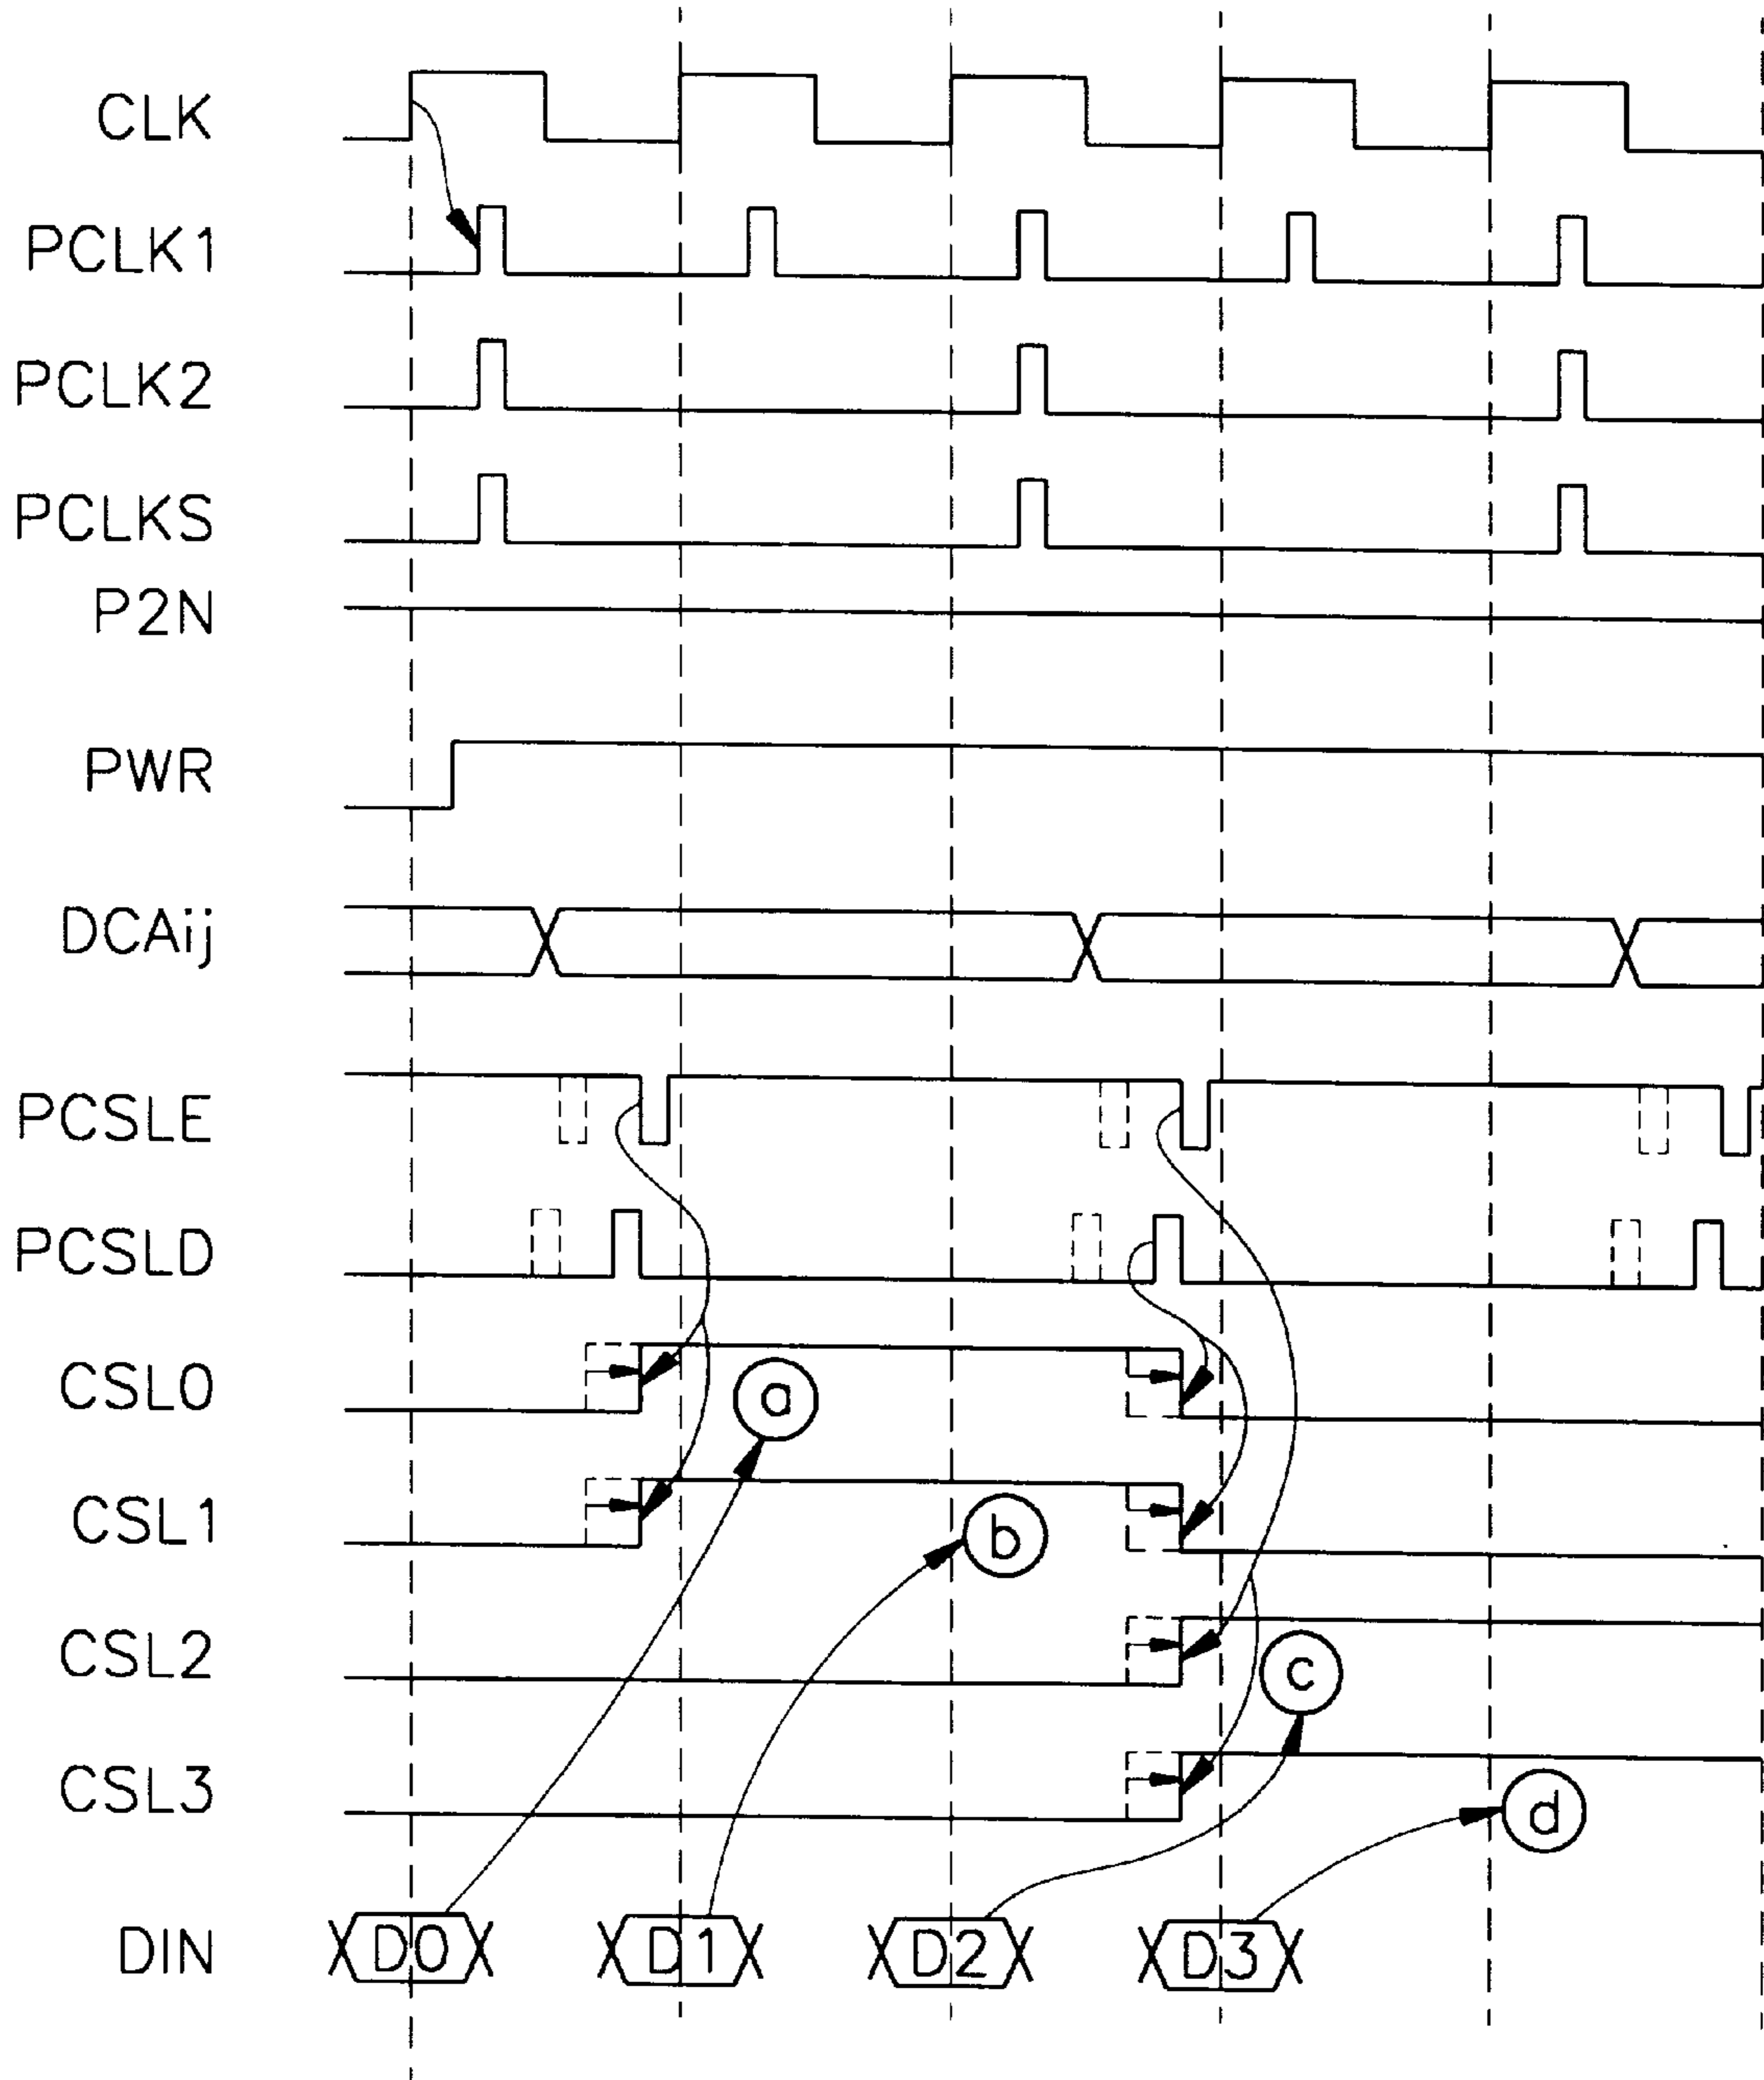 CLK
PCLK1
PCLK2
PCLKS
P2N
PWR
DCAij
PCSLE
PCSLD
CSL0
a
CSL1
b
CSL2
c
CSL3
d
DIN D0 D1 D2 D3